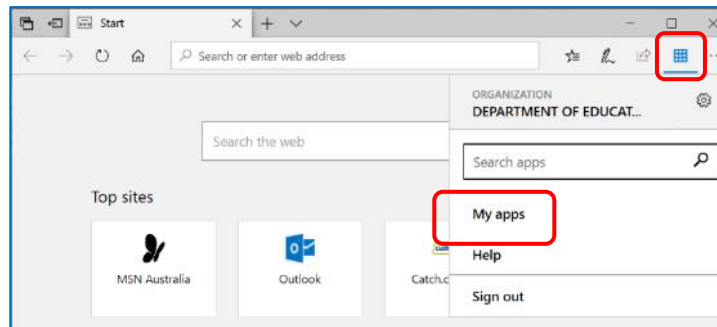 Start
Search or enter web address
ORGANIZATION
DEPARTMENT OF EDUCAT...
Search the web
Search apps
Top sites
My apps
MSN Australia
Outlook
Catch.c
Help
Sign out